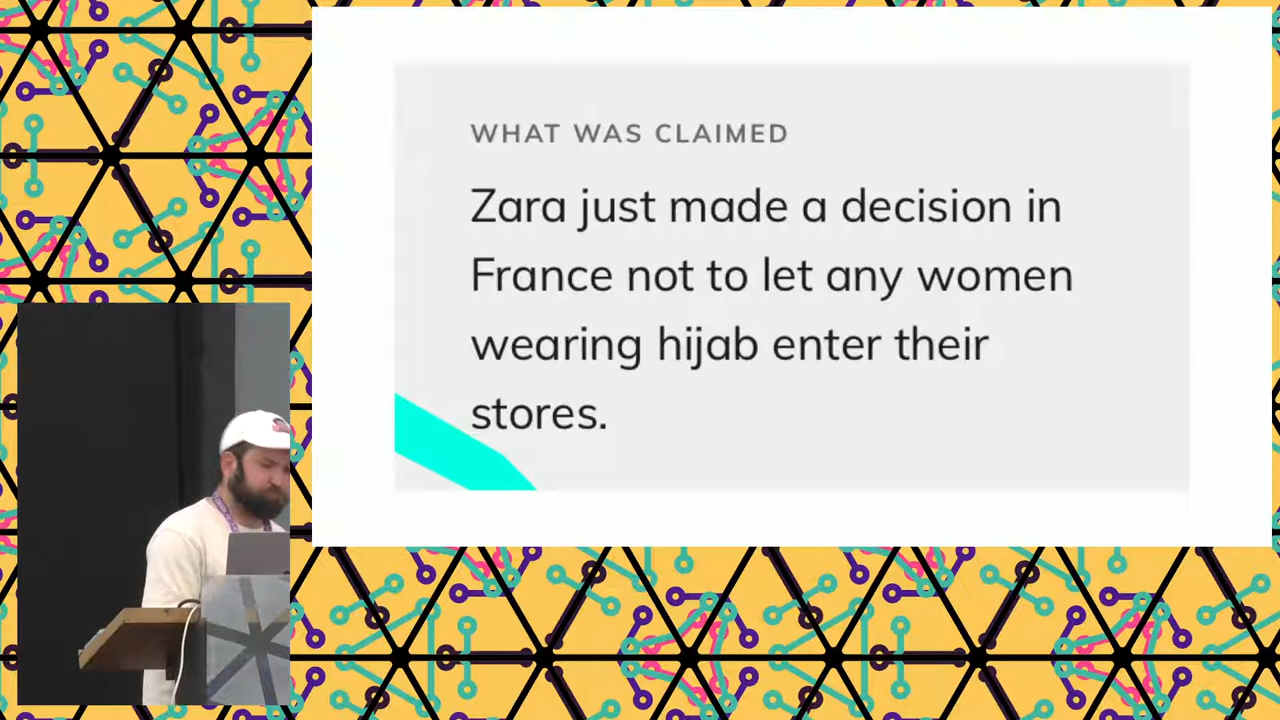 WHAT WAS CLAIMED
Zara just made a decision in
France not to let any women
wearing hijab enter their
stores.